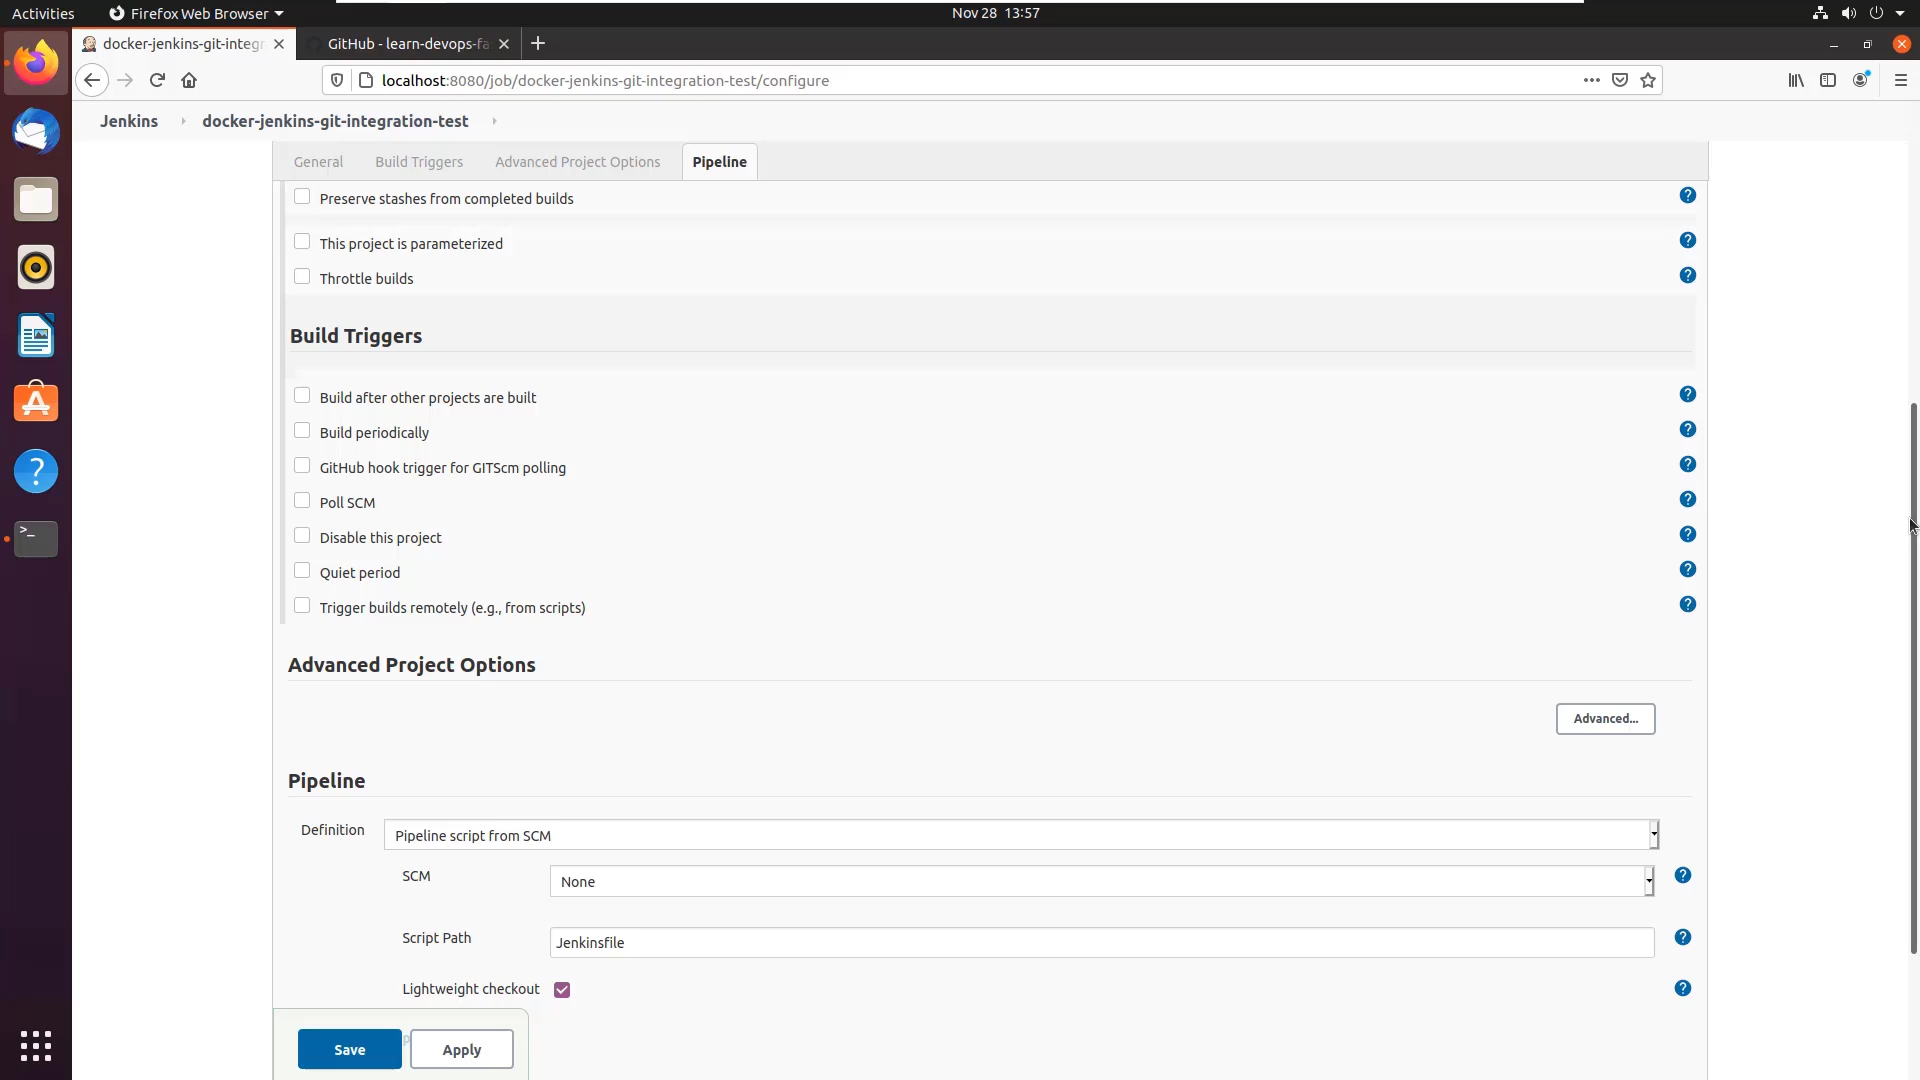 Activities
Firefox Web Browser
Nov 28 13:57
docker-jenkins-git-integr
GitHub - learn-devops-fa
localhost:8080/job/docker-jenkins-git-integration-test/configure
Jenkins
docker-jenkins-git-integration-test
General
Build Triggers
Advanced Project Options
Pipeline
Preserve stashes from completed builds
This project is parameterized
Throttle builds
Build Triggers
Build after other projects are built
Build periodically
GitHub hook trigger for GITScm polling
Poll SCM
Disable this project
Quiet period
Trigger builds remotely (e.g., from scripts)
Advanced Project Options
Advanced...
Pipeline
Definition
Pipeline script from SCM
SCM
None
Script Path
Jenkinsfile
Lightweight checkout
Save
Apply